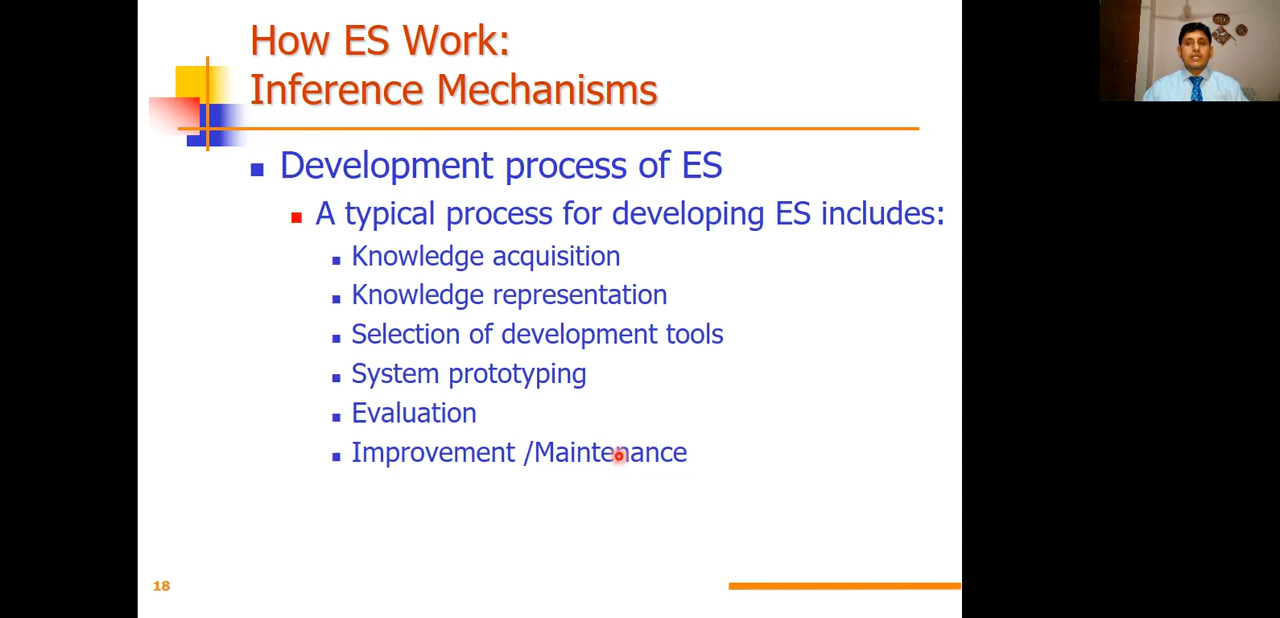 How ES Work:
Inference Mechanisms
Development process of ES
A typical process for developing ES includes:
Knowledge acquisition
Knowledge representation
Selection of development tools
System prototyping
Evaluation
Improvement /Maintenance
18